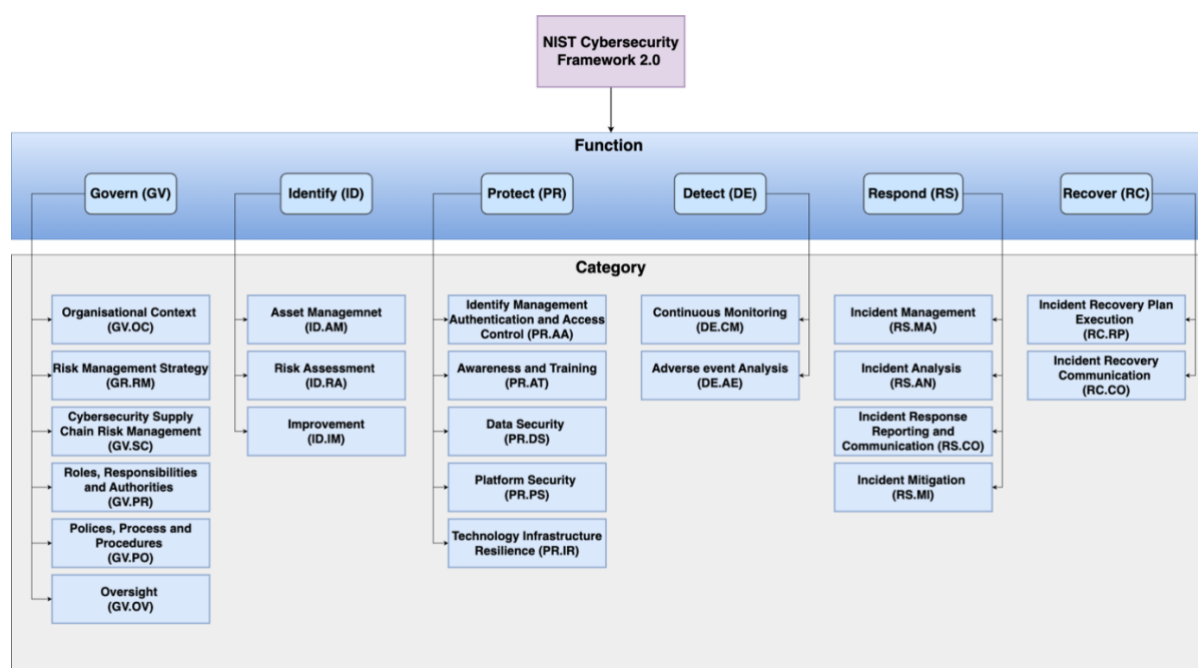 NIST Cybersecurity
Framework 2.0
Function
Govern (GV)
Identify (ID)
Protect (PR)
Detect (DE)
Respond (RS)
Recover (RC)
Category
Organisational Context
(GV.OC)
Risk Management Strategy
(GR.RM)
Cybersecurity Supply
Chain Risk Management
(GV.SC)
Roles, Responsibilities
and Authorities
(GV.PR)
Polices, Process and
Procedures
(GV.PO)
Oversight
(GV.OV)
Asset Managemnet
(ID.AM)
Risk Assessment
(ID.RA)
Improvement
(ID.IM)
Identify Management
Authentication and Access
Control (PR.AA)
Awareness and Training
(PR.AT)
Data Security
(PR.DS)
Platform Security
(PR.PS)
Technology Infrastructure
Resilience (PR.IR)
Continuous Monitoring
(DE.CM)
Adverse event Analysis
(DE.AE)
Incident Management
(RS.MA)
Incident Analysis
(RS.AN)
Incident Response
Reporting and
Communication (RS.CO)
Incident Mitigation
(RS.MI)
Incident Recovery Plan
Execution
(RC.RP)
Incident Recovery
Communication
(RC.CO)